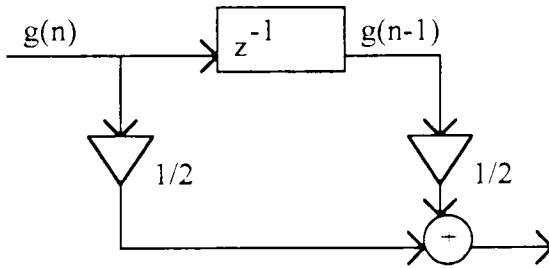 g(n)
z^-1
g(n-1)
1/2
1/2
+